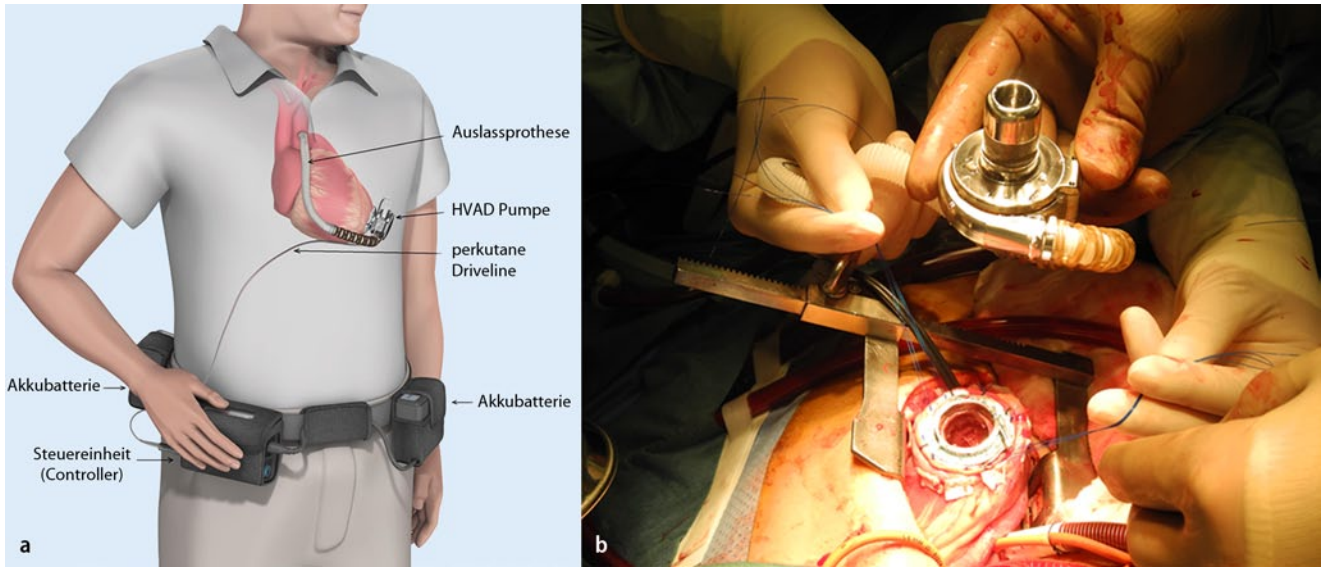 Auslassprothese
HVAD Pumpe
perkutane
Driveline
Akkubatterie
Akkubatterie
Steuereinheit
(Controller)
a
b